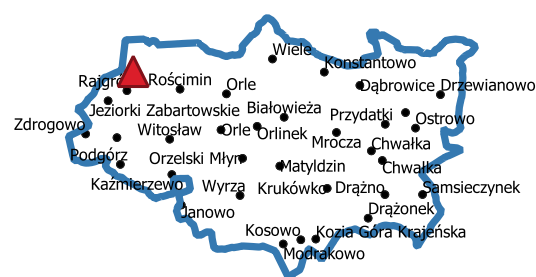 Wiele
Konstantowo
Rościmin
Orle
Dąbrowice
Drzewianowo
Jeziorki Zabartowskie
Białowieża
Przydatki
Ostrowo
Zdrogowo
Witosław
Orle
Orlinek
Mrocza
Chwałka
Podgórz
Orzelski Młyn
Matyldzin
Chwałka
Kaźmierzewo
Wyrza
Krukówko
Drążno
Samsieczynek
Janowo
Drążonek
Kosowo
Kozia Góra Krajeńska
Modrakowo